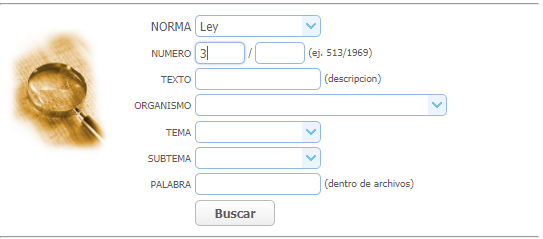 NORMA Ley
NUMERO 3 / (ej. 513/1969)
TEXTO (descripcion)
ORGANISMO
TEMA
SUBTEMA
PALABRA (dentro de archivos)
Buscar